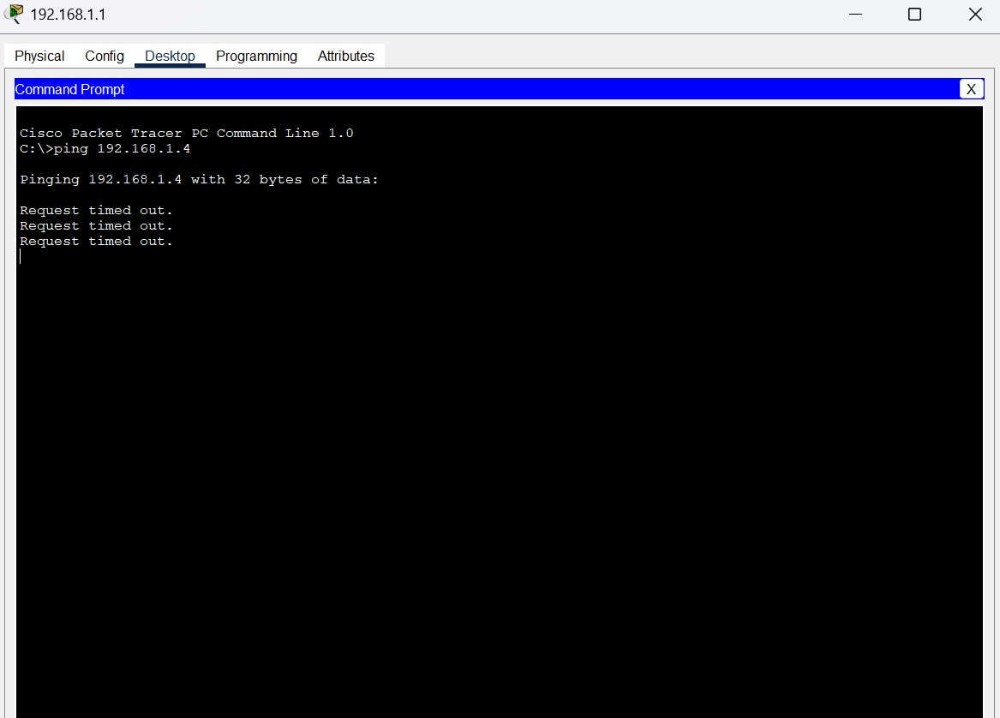 192.168.1.1
Physical Config Desktop Programming Attributes
Command Prompt
X
Cisco Packet Tracer PC Command Line 1.0
C:\>ping 192.168.1.4
Pinging 192.168.1.4 with 32 bytes of data:
Request timed out.
Request timed out.
Request timed out.